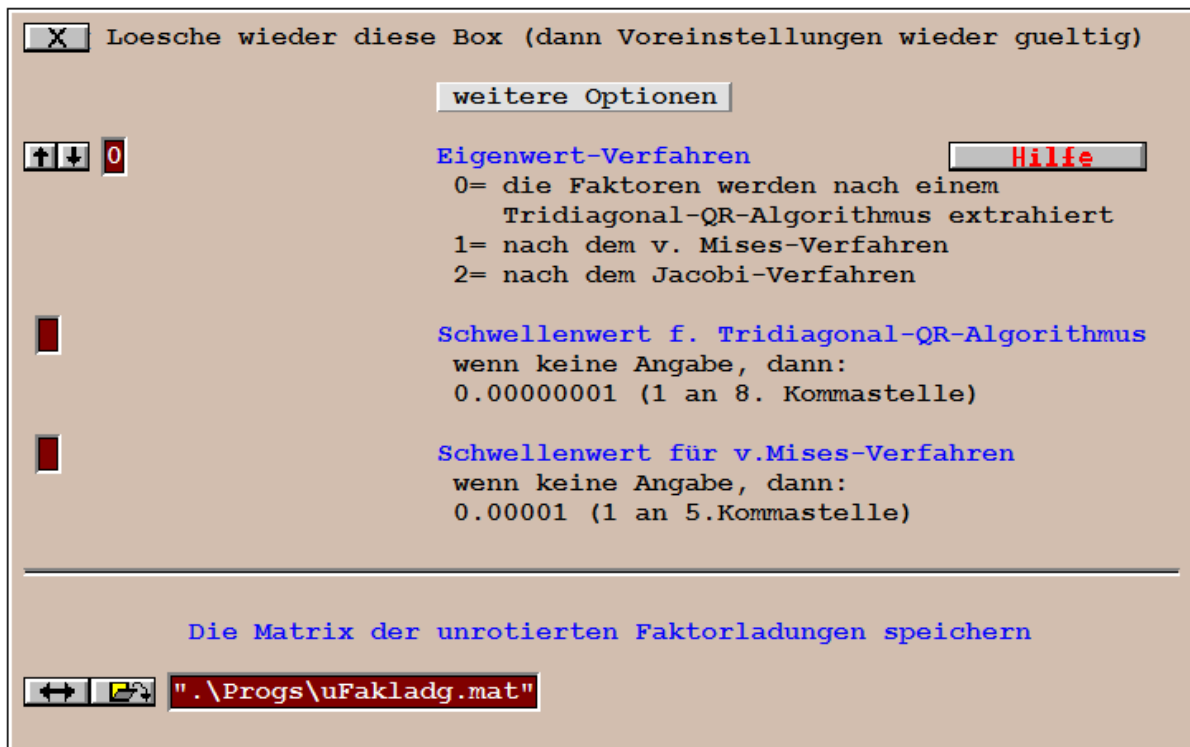 X Loesche wieder diese Box (dann Voreinstellungen wieder gueltig)
weitere Optionen
0 Eigenwert-Verfahren Hilfe
0= die Faktoren werden nach einem
Tridiagonal-QR-Algorithmus extrahiert
1= nach dem v. Mises-Verfahren
2= nach dem Jacobi-Verfahren
Schwellenwert f. Tridiagonal-QR-Algorithmus
wenn keine Angabe, dann:
0.00000001 (1 an 8. Kommastelle)
Schwellenwert für v.Mises-Verfahren
wenn keine Angabe, dann:
0.00001 (1 an 5.Kommastelle)
Die Matrix der unrotierten Faktorladungen speichern
".\Progs\uFakladg.mat"